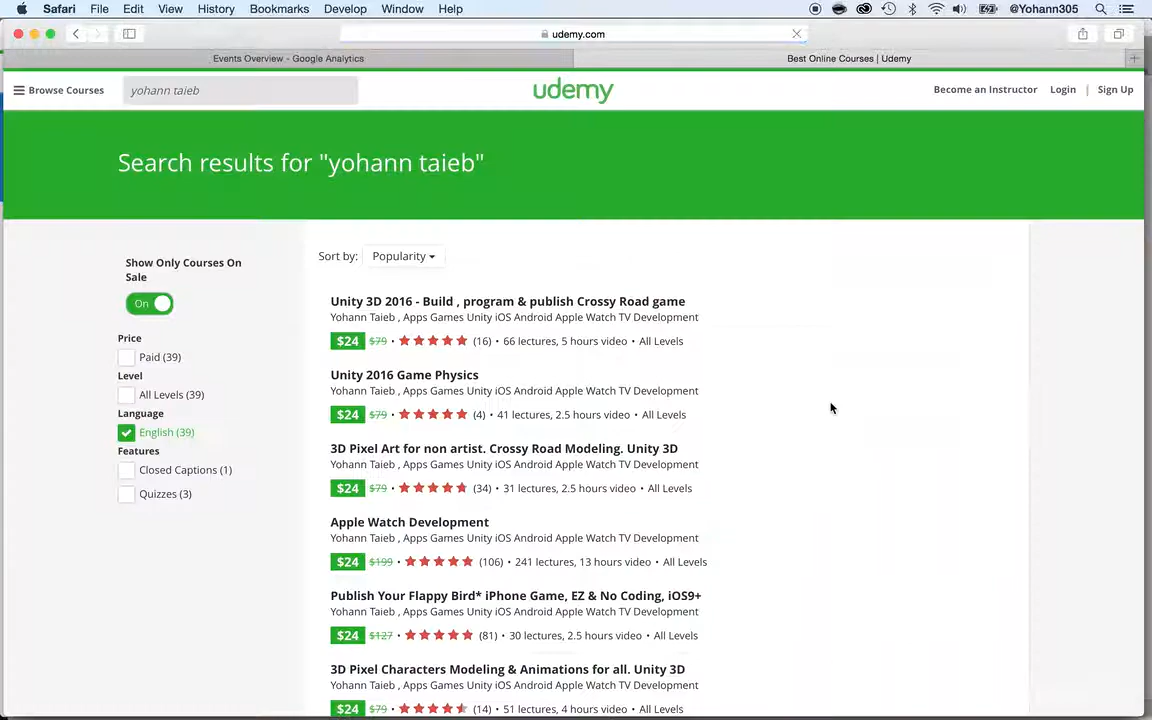 Safari File Edit View History Bookmarks Develop Window Help @Yohann305
udemy.com
Events Overview - Google Analytics Best Online Courses | Udemy
Browse Courses yohann taieb udemy Become an Instructor | Login | Sign Up
Search results for "yohann taieb"
Show Only Courses On
Sale
On
Price
Paid (39)
Level
All Levels (39)
Language
English (39)
Features
Closed Captions (1)
Quizzes (3)
Sort by: Popularity
Unity 3D 2016 - Build , program & publish Crossy Road game
Yohann Taieb , Apps Games Unity iOS Android Apple Watch TV Development
$24 $79 • (16) • 66 lectures, 5 hours video • All Levels
Unity 2016 Game Physics
Yohann Taieb , Apps Games Unity iOS Android Apple Watch TV Development
$24 $79 • (4) • 41 lectures, 2.5 hours video • All Levels
3D Pixel Art for non artist. Crossy Road Modeling. Unity 3D
Yohann Taieb , Apps Games Unity iOS Android Apple Watch TV Development
$24 $79 • (34) • 31 lectures, 2.5 hours video • All Levels
Apple Watch Development
Yohann Taieb , Apps Games Unity iOS Android Apple Watch TV Development
$24 $199 • (106) • 241 lectures, 13 hours video • All Levels
Publish Your Flappy Bird* iPhone Game, EZ & No Coding, iOS9+
Yohann Taieb , Apps Games Unity iOS Android Apple Watch TV Development
$24 $127 • (81) • 30 lectures, 2.5 hours video • All Levels
3D Pixel Characters Modeling & Animations for all. Unity 3D
Yohann Taieb , Apps Games Unity iOS Android Apple Watch TV Development
$24 $79 • (14) • 51 lectures, 4 hours video • All Levels